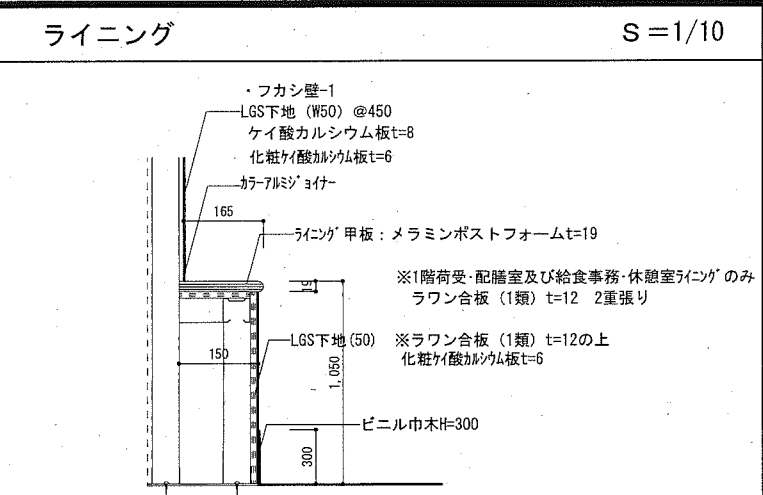 ライニング
S=1/10
・フカシ壁-1
LGS下地 (W50) @450
ケイ酸カルシウム板t=8
化粧ケイ酸カルシウム板t=6
カラーアルミジョイナー
165
ライニング甲板：メラミンポストフォームt=19
19
※1階荷受・配膳室及び給食事務・休憩室ライニングのみ
ラワン合板 (1類) t=12 2重張り
LGS下地(50)
※ラワン合板 (1類) t=12の上
化粧ケイ酸カルシウム板t=6
150
1,050
ビニル巾木H=300
300